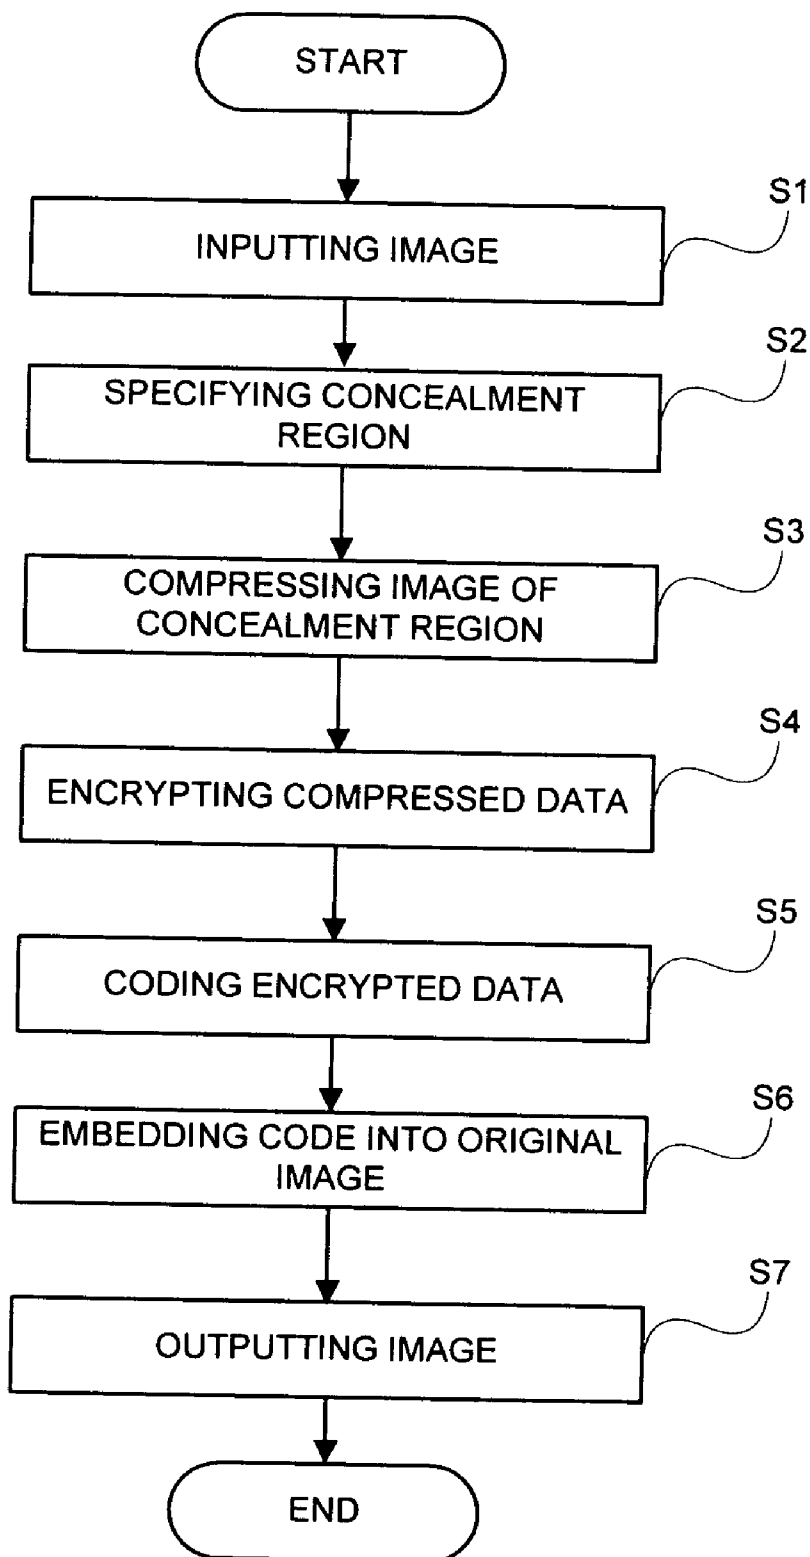 START
S1
INPUTTING IMAGE
S2
SPECIFYING CONCEALMENT
REGION
S3
COMPRESSING IMAGE OF
CONCEALMENT REGION
S4
ENCRYPTING COMPRESSED DATA
S5
CODING ENCRYPTED DATA
S6
EMBEDDING CODE INTO ORIGINAL
IMAGE
S7
OUTPUTTING IMAGE
END